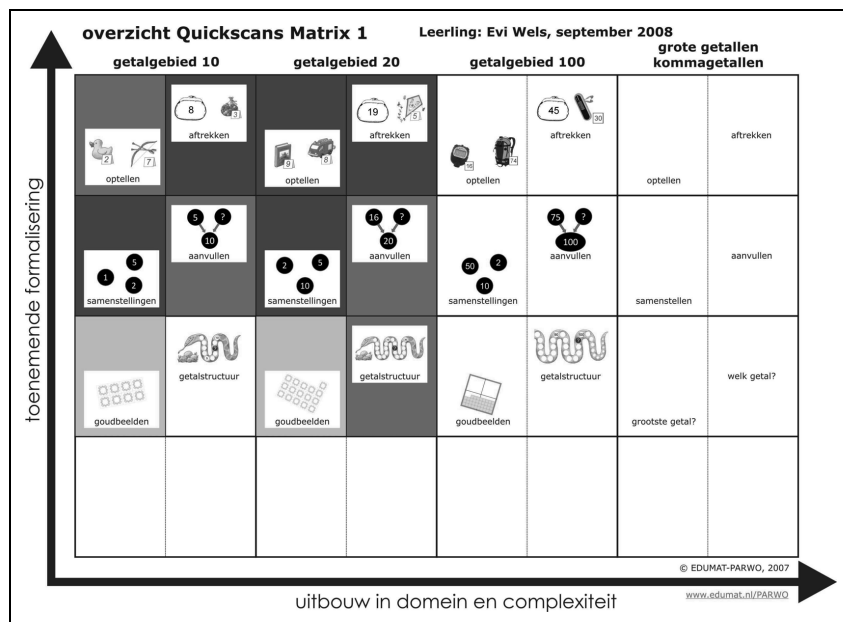 overzicht Quickscans Matrix 1
Leerling: Evi Wels, september 2008
getalgebied 10
getalgebied 20
getalgebied 100
grote getallen
kommagetallen
toenemende formalisering
8
3
aftrekken
2
7
optellen
19
5
aftrekken
9
8
optellen
45
30
aftrekken
16
74
optellen
aftrekken
optellen
5
?
10
aanvullen
5
1
2
samenstellingen
16
?
20
aanvullen
2
5
10
samenstellingen
75
?
100
aanvullen
50
2
10
samenstellingen
aanvullen
samenstellen
getalstructuur
goudbeelden
getalstructuur
goudbeelden
getalstructuur
goudbeelden
welk getal?
grootste getal?
© EDUMAT-PARWO, 2007
www.edumat.nl/PARWO
uitbouw in domein en complexiteit